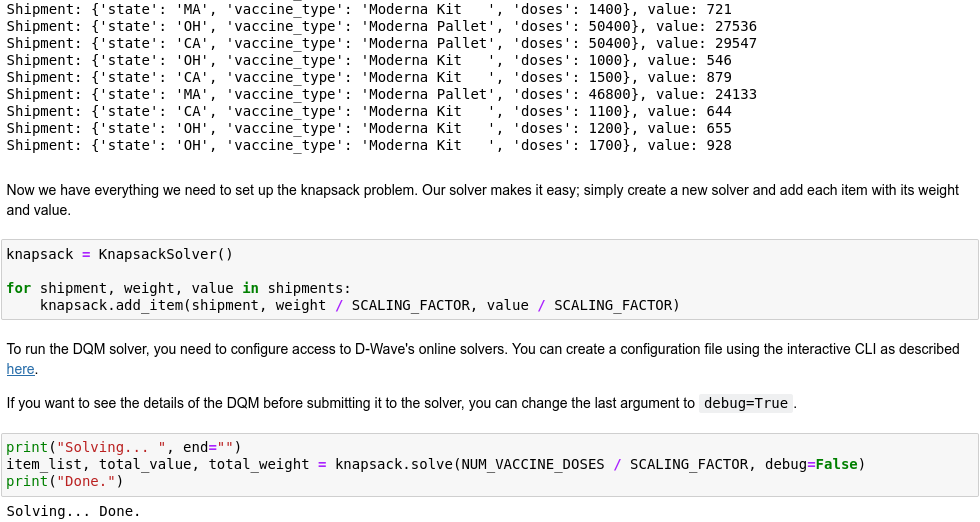 Shipment: {'state': 'MA', 'vaccine_type': 'Moderna Kit   ', 'doses': 1400}, value: 721
Shipment: {'state': 'OH', 'vaccine_type': 'Moderna Pallet', 'doses': 50400}, value: 27536
Shipment: {'state': 'CA', 'vaccine_type': 'Moderna Pallet', 'doses': 50400}, value: 29547
Shipment: {'state': 'OH', 'vaccine_type': 'Moderna Kit   ', 'doses': 1000}, value: 546
Shipment: {'state': 'CA', 'vaccine_type': 'Moderna Kit   ', 'doses': 1500}, value: 879
Shipment: {'state': 'MA', 'vaccine_type': 'Moderna Pallet', 'doses': 46800}, value: 24133
Shipment: {'state': 'CA', 'vaccine_type': 'Moderna Kit   ', 'doses': 1100}, value: 644
Shipment: {'state': 'OH', 'vaccine_type': 'Moderna Kit   ', 'doses': 1200}, value: 655
Shipment: {'state': 'OH', 'vaccine_type': 'Moderna Kit   ', 'doses': 1700}, value: 928
Now we have everything we need to set up the knapsack problem. Our solver makes it easy; simply create a new solver and add each item with its weight
and value.
knapsack = KnapsackSolver()
for shipment, weight, value in shipments:
    knapsack.add_item(shipment, weight / SCALING_FACTOR, value / SCALING_FACTOR)
To run the DQM solver, you need to configure access to D-Wave's online solvers. You can create a configuration file using the interactive CLI as described
here.
If you want to see the details of the DQM before submitting it to the solver, you can change the last argument to debug=True .
print("Solving... ", end="")
item_list, total_value, total_weight = knapsack.solve(NUM_VACCINE_DOSES / SCALING_FACTOR, debug=False)
print("Done.")
Solving... Done.